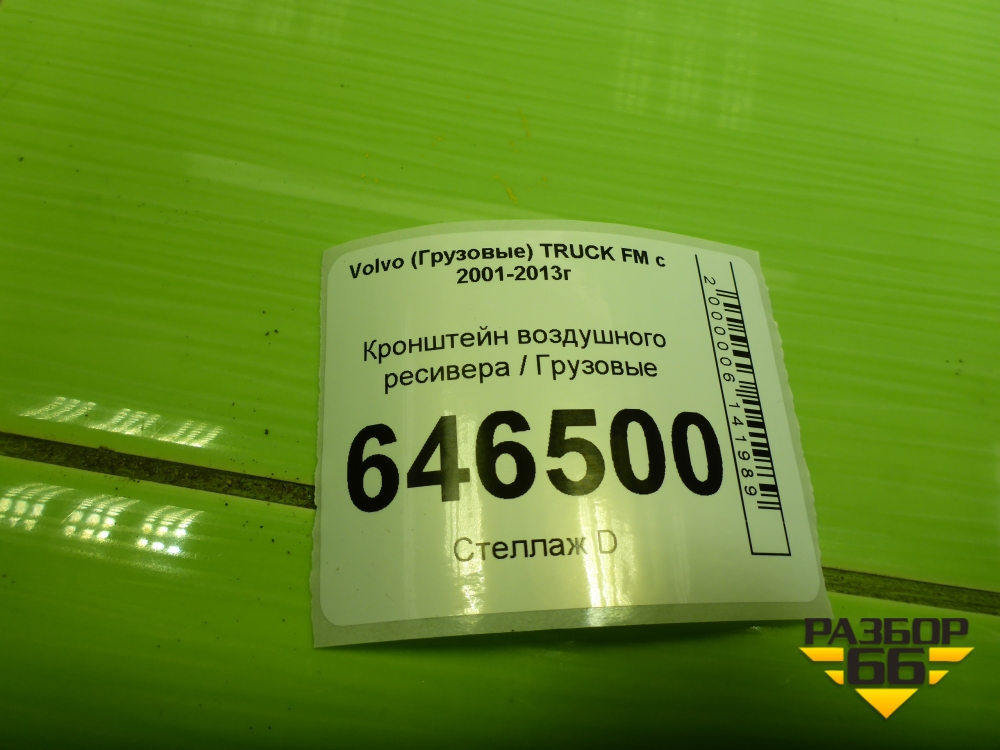 Volvo (Грузовые) TRUCK FM с
2001-2013г
Кронштейн воздушного
ресивера / Грузовые
646500
Стеллаж D
2000006141989
РАЗБОР
66